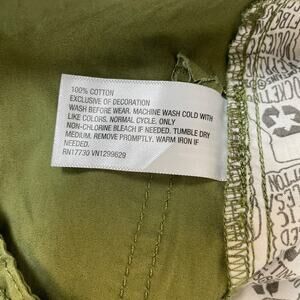 100% COTTON
EXCLUSIVE OF DECORATION
WASH BEFORE WEAR. MACHINE WASH COLD WITH
LIKE COLORS. NORMAL CYCLE. ONLY
NON-CHLORINE BLEACH IF NEEDED. TUMBLE DRY
MEDIUM. REMOVE PROMPTLY. WARM IRON IF
NEEDED.
RN17730 VN1299629
POCKET